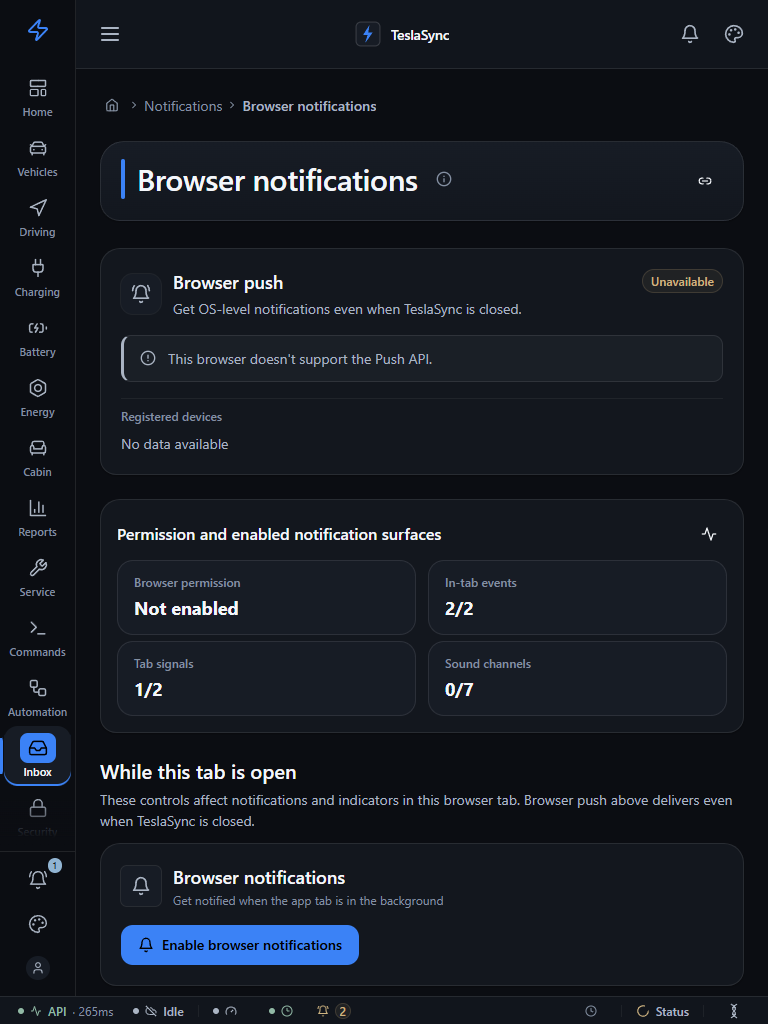 TeslaSync
Home
Vehicles
Driving
Charging
Battery
Energy
Cabin
Reports
Service
Commands
Automation
Inbox
Security
1
Notifications
Browser notifications
Browser notifications
Browser push
Unavailable
Get OS-level notifications even when TeslaSync is closed.
This browser doesn't support the Push API.
Registered devices
No data available
Permission and enabled notification surfaces
Browser permission
Not enabled
In-tab events
2/2
Tab signals
1/2
Sound channels
0/7
While this tab is open
These controls affect notifications and indicators in this browser tab. Browser push above delivers even
when TeslaSync is closed.
Browser notifications
Get notified when the app tab is in the background
Enable browser notifications
API · 265ms
Idle
2
Status